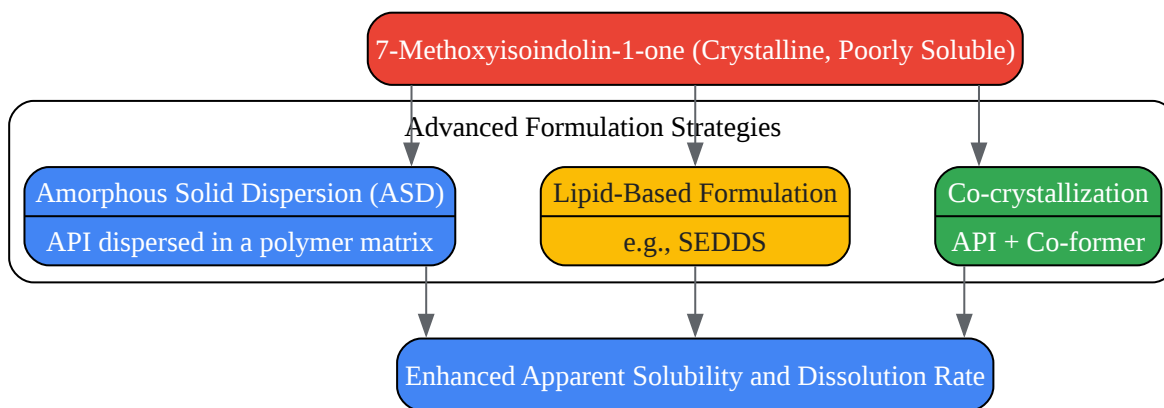 7-Methoxyisoindolin-1-one (Crystalline, Poorly Soluble)
Advanced Formulation Strategies
Amorphous Solid Dispersion (ASD)
API dispersed in a polymer matrix
Lipid-Based Formulation
e.g., SEDDS
Co-crystallization
API + Co-former
Enhanced Apparent Solubility and Dissolution Rate